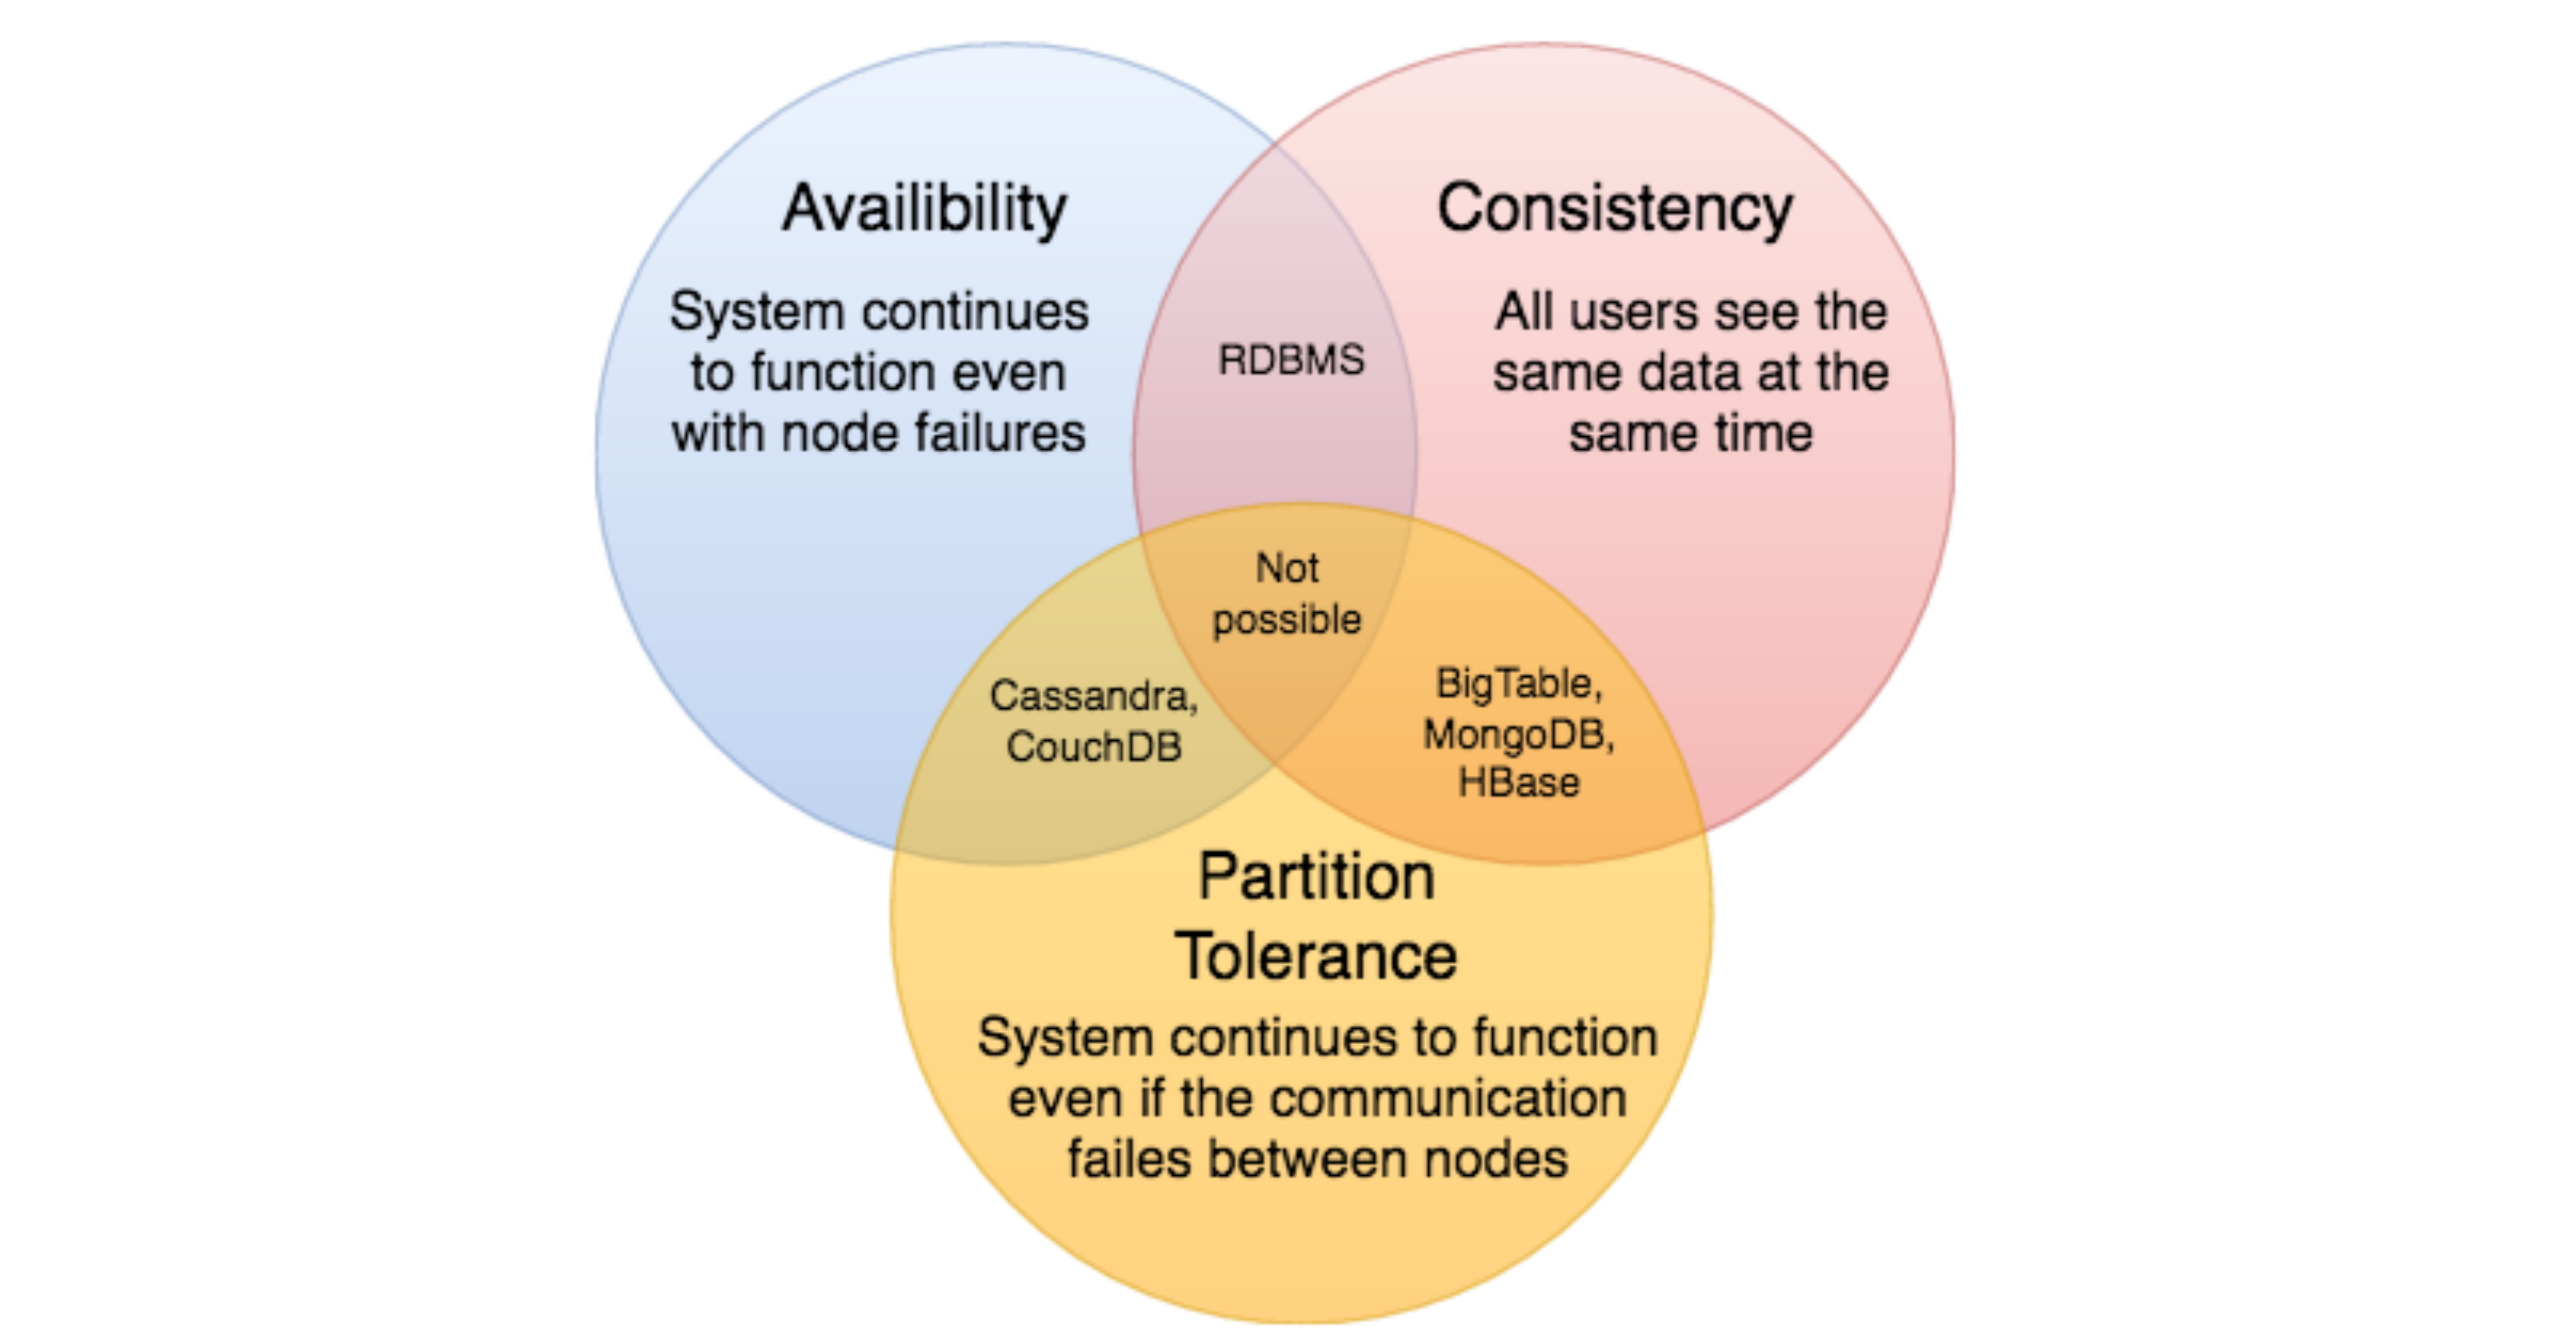 Availibility
System continues
to function even
with node failures
Consistency
All users see the
same data at the
same time
RDBMS
Not
possible
Cassandra,
CouchDB
BigTable,
MongoDB,
HBase
Partition
Tolerance
System continues to function
even if the communication
failes between nodes